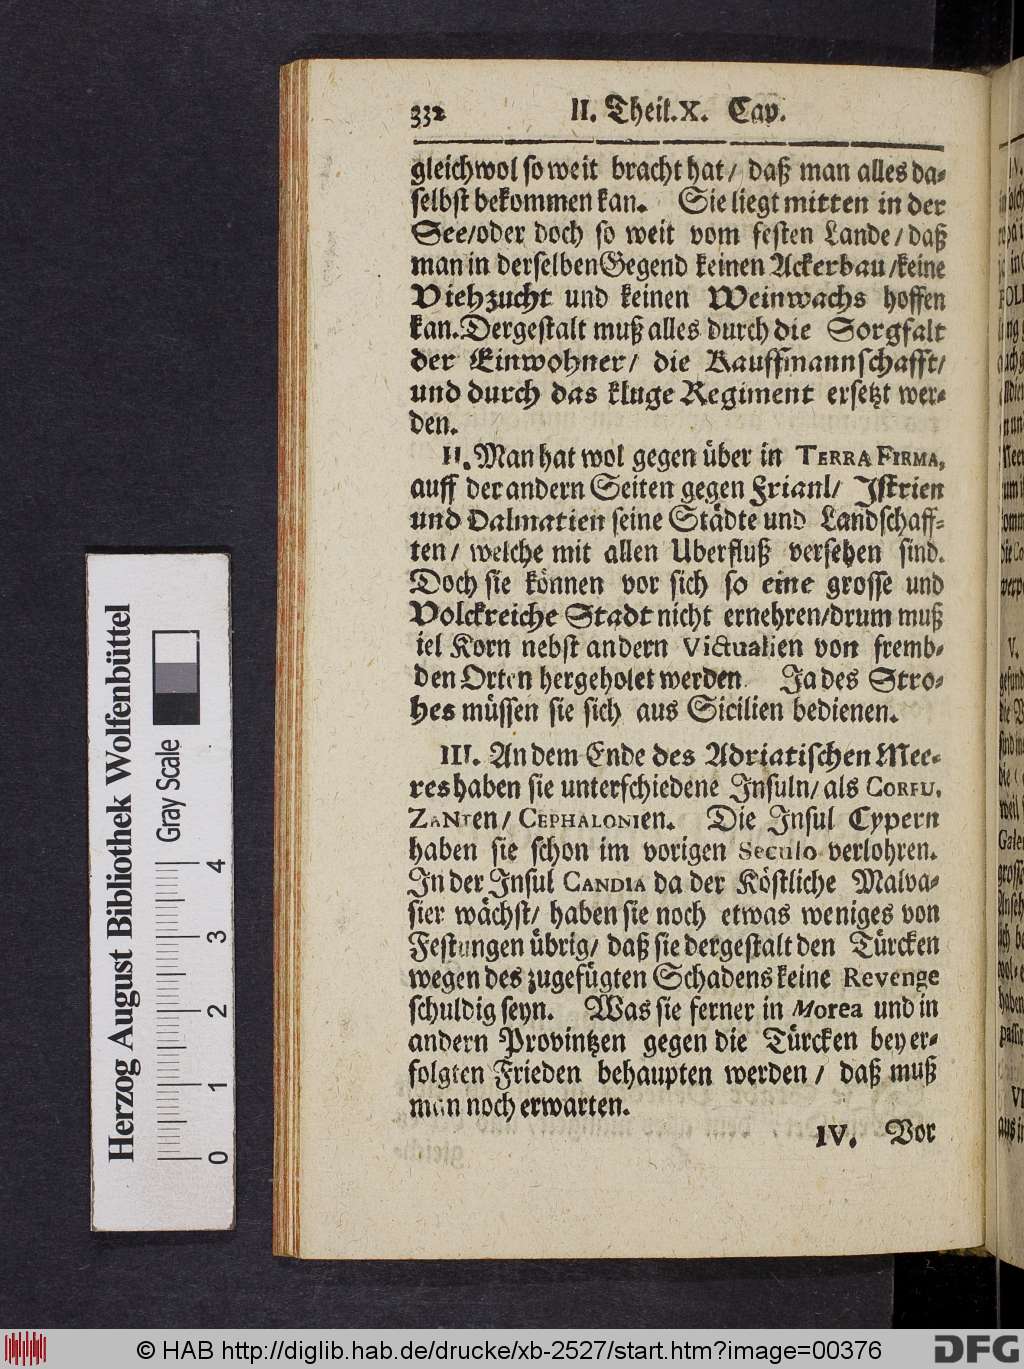 332 II. Theil. X. Cap.
gleichwol so weit bracht hat / daß man alles da-
selbst bekommen kan. Sie liegt mitten in der
See/oder doch so weit vom festen Lande / daß
man in derselben Gegend keinen Ackerbau /keine
Viehzucht und keinen Weinwachs hoffen
kan. Dergestalt muß alles durch die Sorgfalt
der Einwohner / die Kauffmannschafft/
und durch das kluge Regiment ersetzt wer-
den.
II. Man hat wol gegen über in TERRA FIRMA,
auff der andern Seiten gegen Frianl/ Istrien
und Dalmatien seine Städte und Landschaff-
ten / welche mit allen Uberfluß versehen sind.
Doch sie können vor sich so eine grosse und
Volckreiche Stadt nicht ernehren/drum muß
iel Korn nebst andern Victualien von fremb-
den Orten hergeholet werden. Ja des Stro-
hes müssen sie sich aus Sicilien bedienen.
III. An dem Ende des Adriatischen Mee-
res haben sie unterschiedene Insuln/ als CORFU,
ZANTen/ CEPHALONIen. Die Insul Cypern
haben sie schon im vorigen Seculo verlohren.
In der Insul CANDIA da der Köstliche Malva-
sier wächst/ haben sie noch etwas weniges von
Festungen übrig/ daß sie dergestalt den Türcken
wegen des zugefügten Schadens keine Revenge
schuldig seyn. Was sie ferner in Morea und in
andern Provintzen gegen die Türcken bey er-
folgten Frieden behaupten werden / daß muß
man noch erwarten.
IV. Vor
Herzog August Bibliothek Wolfenbüttel
Gray Scale
0 1 2 3 4
© HAB http://diglib.hab.de/drucke/xb-2527/start.htm?image=00376
DFG